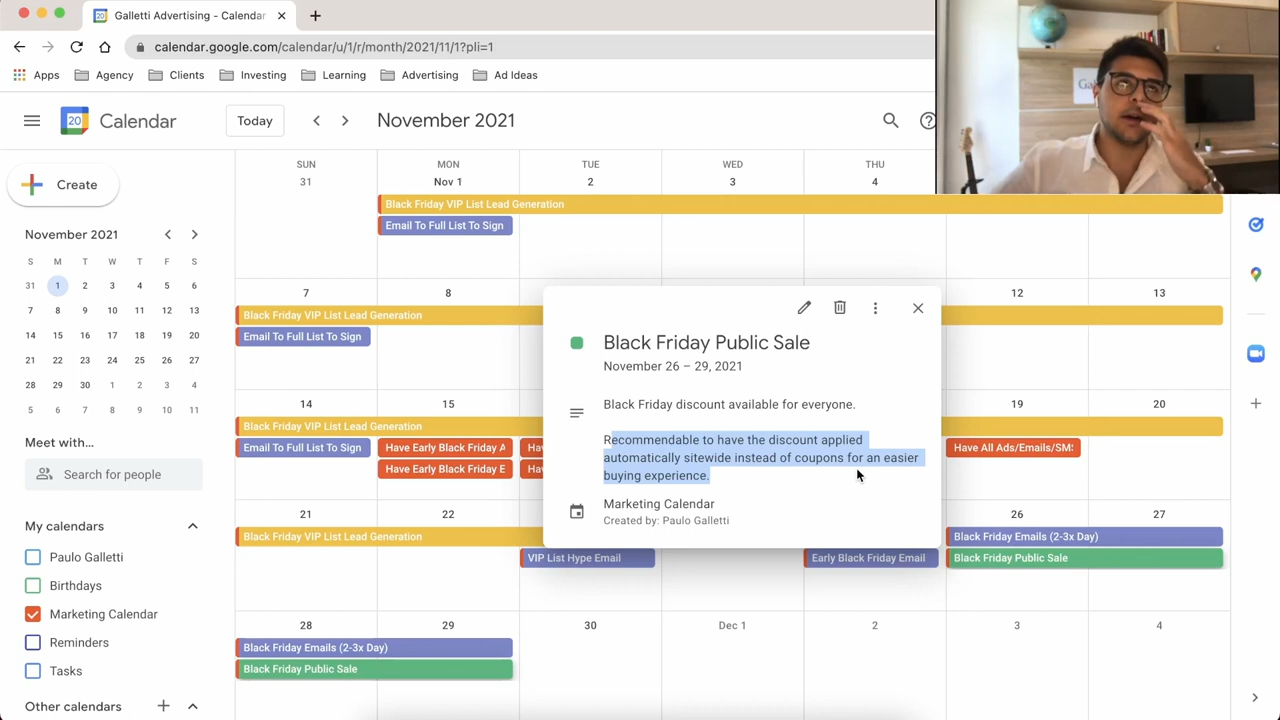 Galletti Advertising - Calendar
calendar.google.com/calendar/u/1/r/month/2021/11/1?pli=1
Apps Agency Clients Investing Learning Advertising Ad Ideas
20 Calendar Today November 2021
Create
November 2021
S M T W T F S
31 1 2 3 4 5 6
7 8 9 10 11 12 13
14 15 16 17 18 19 20
21 22 23 24 25 26 27
28 29 30 1 2 3 4
5 6 7 8 9 10 11
Meet with...
Search for people
My calendars
Paulo Galletti
Birthdays
Marketing Calendar
Reminders
Tasks
Other calendars
SUN MON TUE WED THU
31 Nov 1 2 3 4
Black Friday VIP List Lead Generation
Email To Full List To Sign
7 8 12 13
Black Friday VIP List Lead Generation
Email To Full List To Sign
14 15 19 20
Black Friday VIP List Lead Generation
Email To Full List To Sign Have Early Black Friday A Hav Have All Ads/Emails/SMS
Have Early Black Friday E Hav
21 22 26 27
Black Friday VIP List Lead Generation Black Friday Emails (2-3x Day)
VIP List Hype Email Early Black Friday Email Black Friday Public Sale
28 29 30 Dec 1 2 3 4
Black Friday Emails (2-3x Day)
Black Friday Public Sale
Black Friday Public Sale
November 26 – 29, 2021
Black Friday discount available for everyone.
Recommendable to have the discount applied
automatically sitewide instead of coupons for an easier
buying experience.
Marketing Calendar
Created by: Paulo Galletti